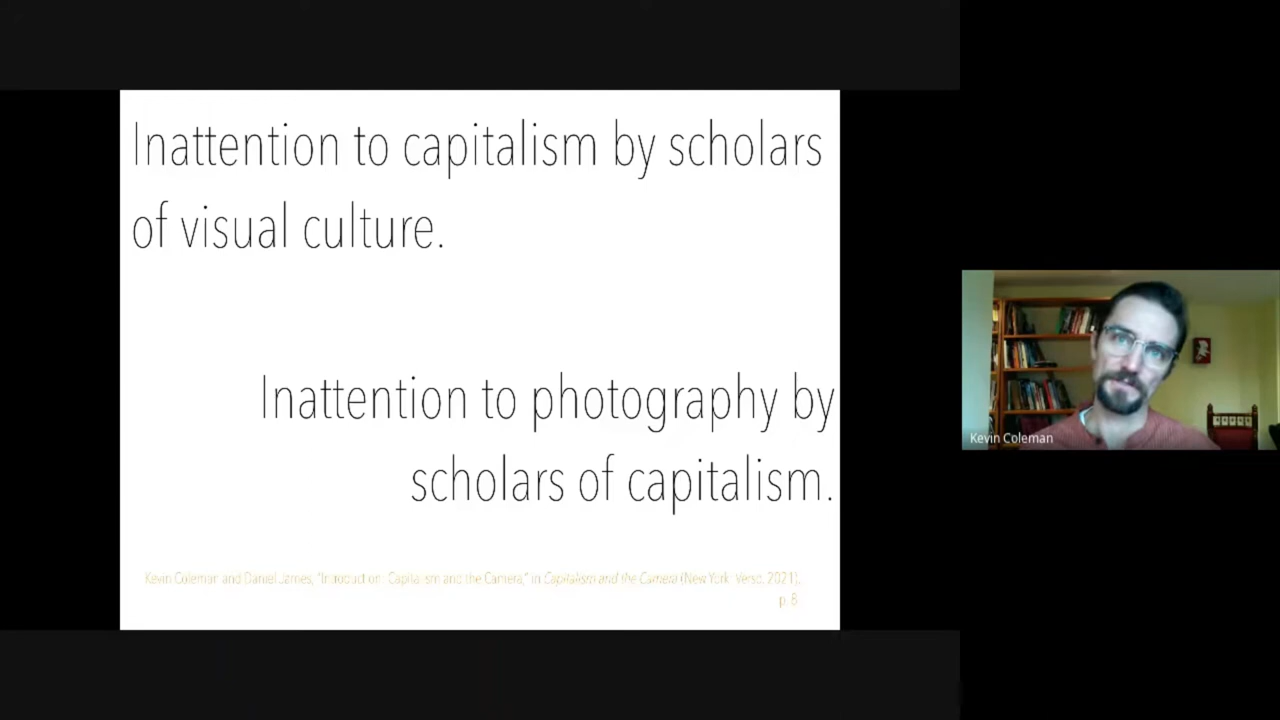 Inattention to capitalism by scholars
of visual culture.
Inattention to photography by
scholars of capitalism.
Kevin Coleman and Daniel James, "Introduction: Capitalism and the Camera," in Capitalism and the Camera (New York: Verso, 2021),
p. 8
Kevin Coleman